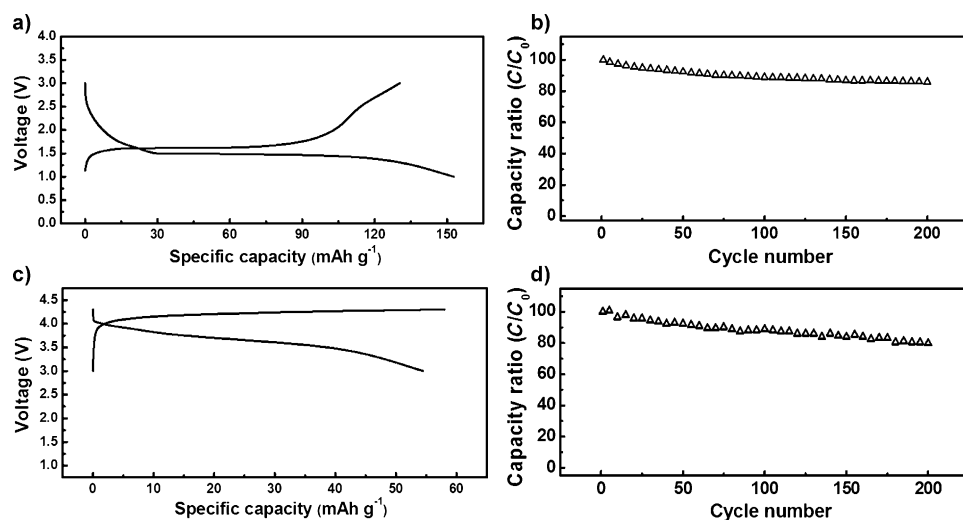 a)
4.0
3.5
3.0
2.5
2.0
1.5
1.0
0.5
0.0
Voltage (V)
0 30 60 90 120 150
Specific capacity (mAh g⁻¹)
b)
100
80
60
40
20
0
Capacity ratio (C/C₀)
0 50 100 150 200
Cycle number
c)
4.5
4.0
3.5
3.0
2.5
2.0
1.5
1.0
Voltage (V)
0 10 20 30 40 50 60
Specific capacity (mAh g⁻¹)
d)
100
80
60
40
20
0
Capacity ratio (C/C₀)
0 50 100 150 200
Cycle number